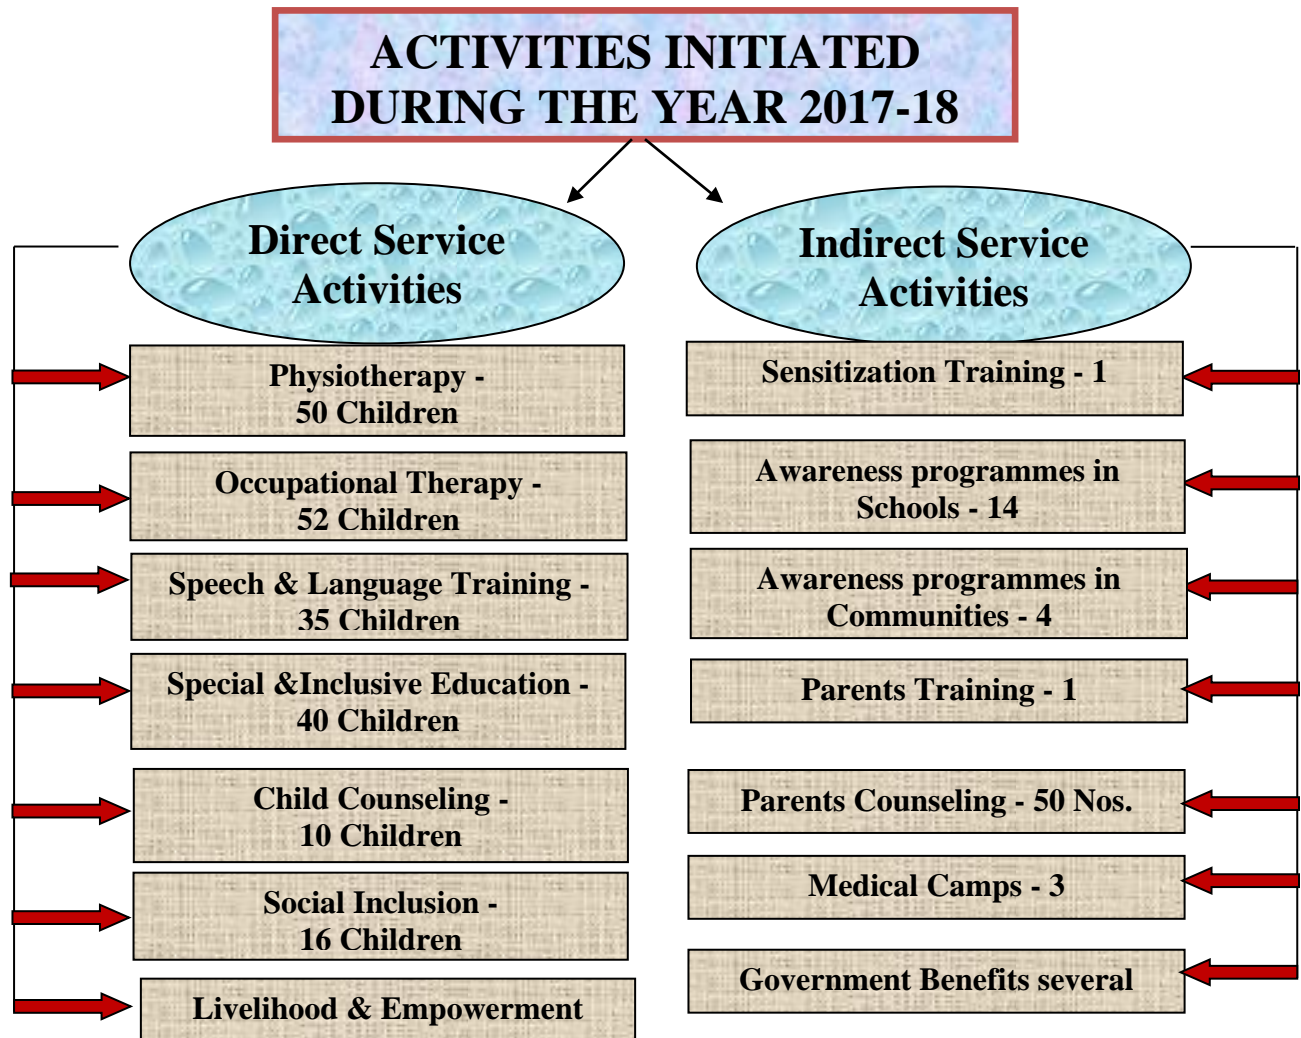 ACTIVITIES INITIATED
DURING THE YEAR 2017-18
Direct Service
Activities
Physiotherapy -
50 Children
Occupational Therapy -
52 Children
Speech & Language Training -
35 Children
Special &Inclusive Education -
40 Children
Child Counseling -
10 Children
Social Inclusion -
16 Children
Livelihood & Empowerment
Indirect Service
Activities
Sensitization Training - 1
Awareness programmes in
Schools - 14
Awareness programmes in
Communities - 4
Parents Training - 1
Parents Counseling - 50 Nos.
Medical Camps - 3
Government Benefits several